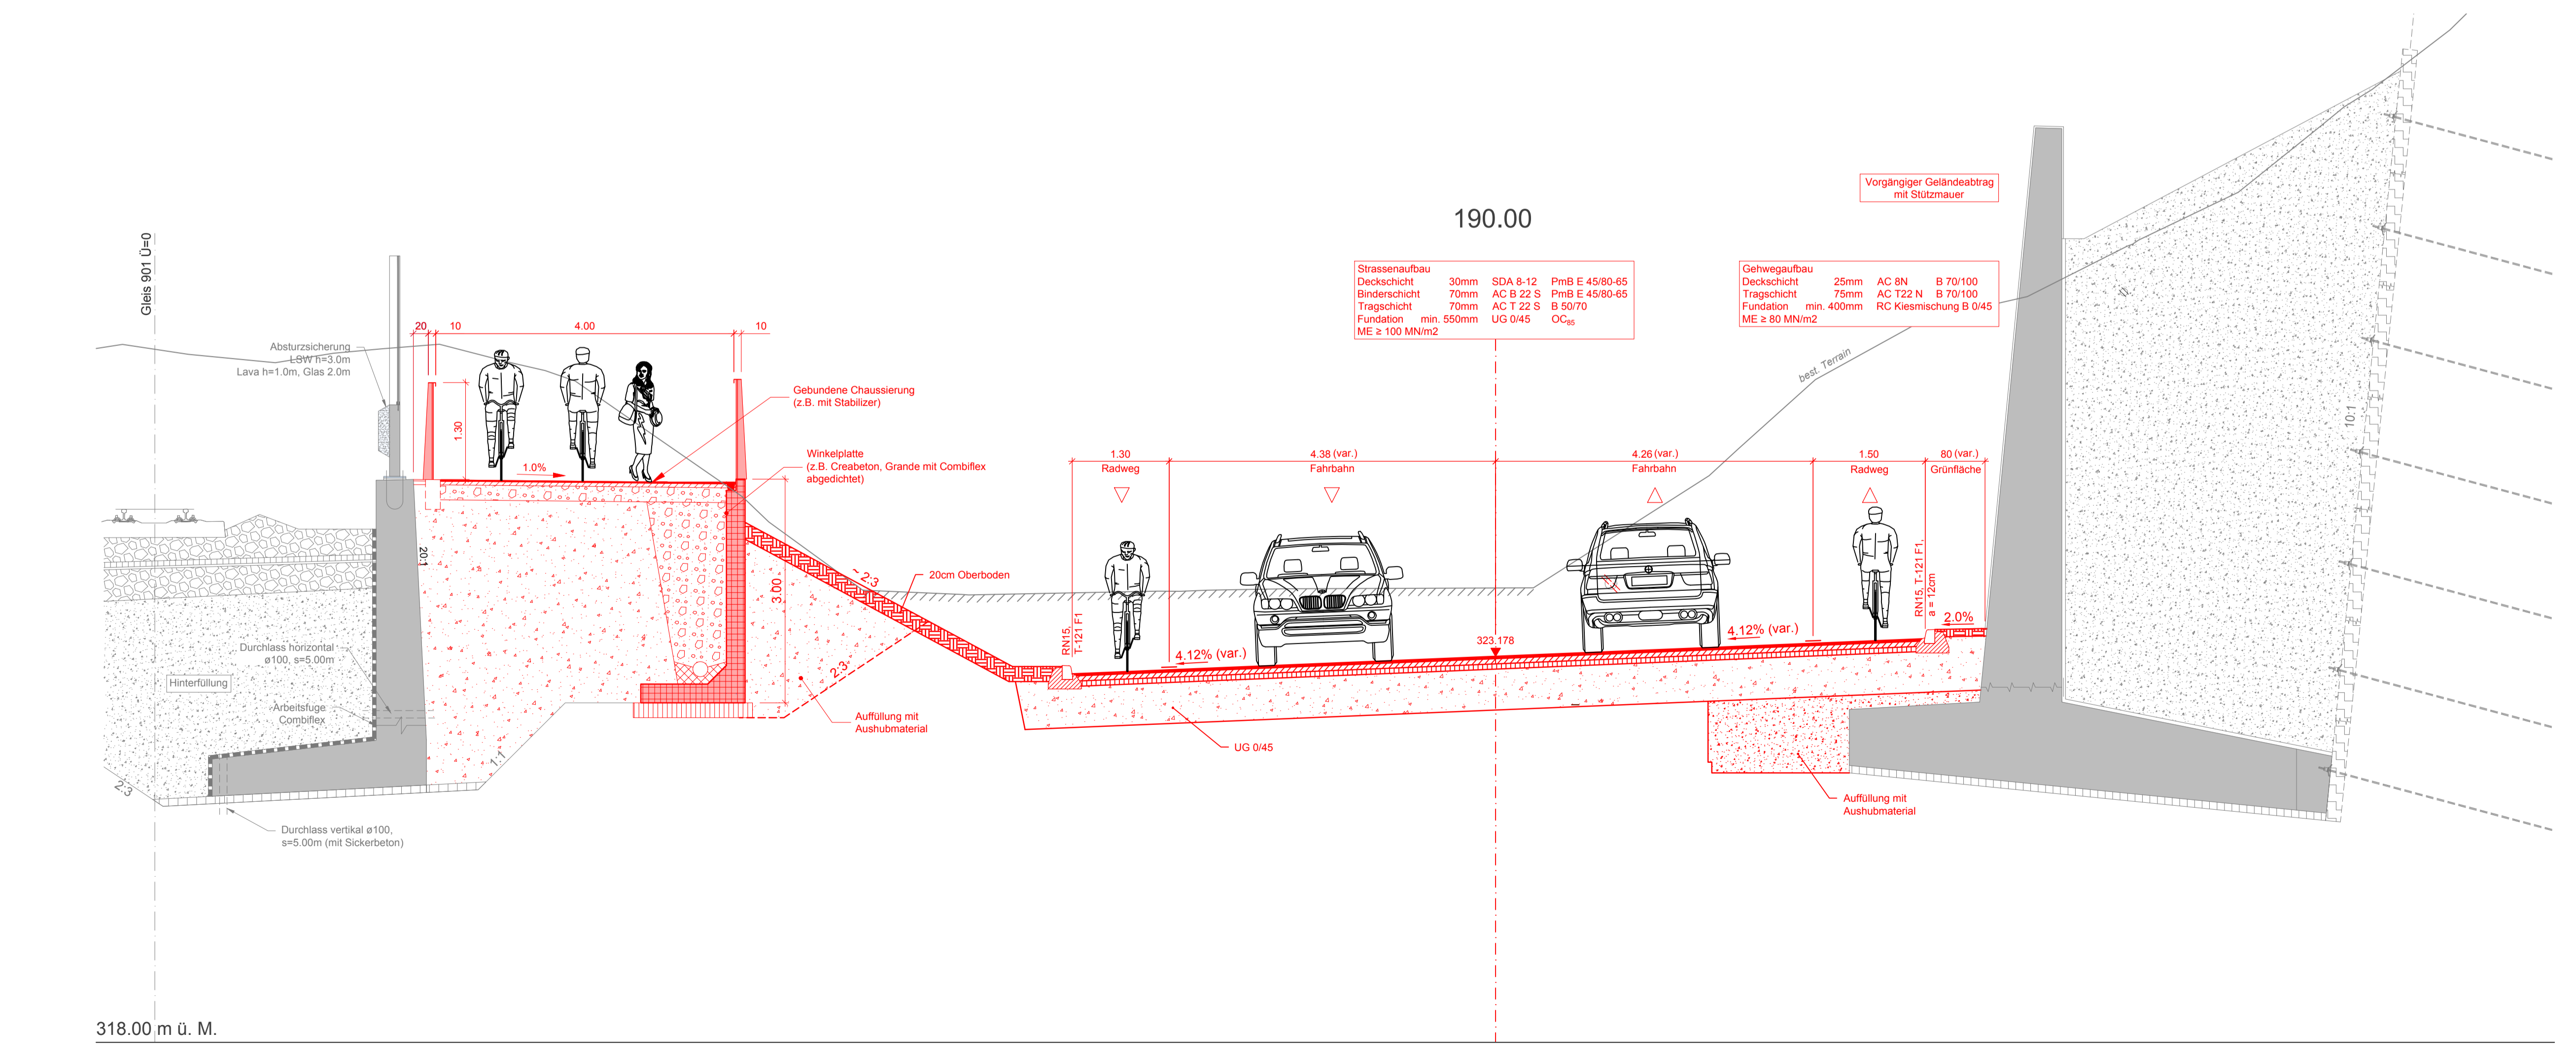 190.00
Vorgängiger Geländeabtrag
mit Stützmauer
Gleis 901 Ü=0
Strassenaufbau
Deckschicht 30mm SDA 8-12 PmB E 45/80-65
Binderschicht 70mm AC B 22 S PmB E 45/80-65
Tragschicht 70mm AC T 22 S B 50/70
Fundation min. 550mm UG 0/45 OC85
ME ≥ 100 MN/m2
Gehwegaufbau
Deckschicht 25mm AC 8N B 70/100
Tragschicht 75mm AC T22 N B 70/100
Fundation min. 400mm RC Kiesmischung B 0/45
ME ≥ 80 MN/m2
20 10 4.00 10
Absturzsicherung
LSW h=3.0m
Lava h=1.0m, Glas 2.0m
best. Terrain
1.30
1.0%
Gebundene Chaussierung
(z.B. mit Stabilizer)
Winkelplatte
(z.B. Creabeton, Grande mit Combiflex
abgedichtet)
10:1
1.30 4.38 (var.) 4.26 (var.) 1.50 80 (var.)
Radweg Fahrbahn Fahrbahn Radweg Grünfläche
20:1
3.00
~ 2:3
20cm Oberboden
RN15,
T-121 F1
RN15, T-121 F1,
a = 12cm
2.0%
4.12% (var.)
4.12% (var.)
323.178
Durchlass horizontal
ø100, s=5.00m
Hinterfüllung
2:3
Arbeitsfuge
Combiflex
Auffüllung mit
Aushubmaterial
UG 0/45
1:1
2:3
Auffüllung mit
Aushubmaterial
Durchlass vertikal ø100,
s=5.00m (mit Sickerbeton)
318.00 m ü. M.